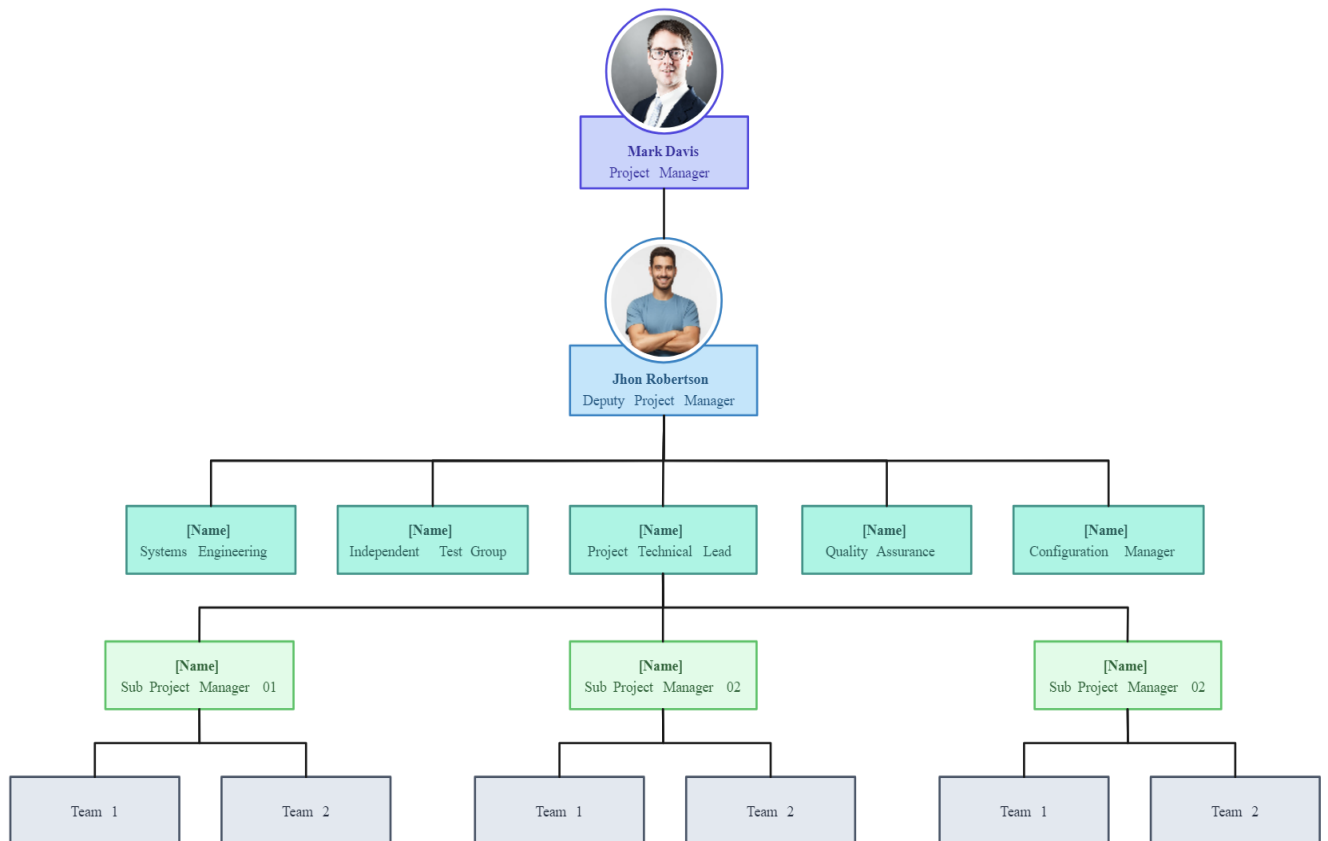 Mark Davis
Project Manager
Jhon Robertson
Deputy Project Manager
[Name]
Systems Engineering
[Name]
Independent Test Group
[Name]
Project Technical Lead
[Name]
Quality Assurance
[Name]
Configuration Manager
[Name]
Sub Project Manager 01
[Name]
Sub Project Manager 02
[Name]
Sub Project Manager 02
Team 1
Team 2
Team 1
Team 2
Team 1
Team 2